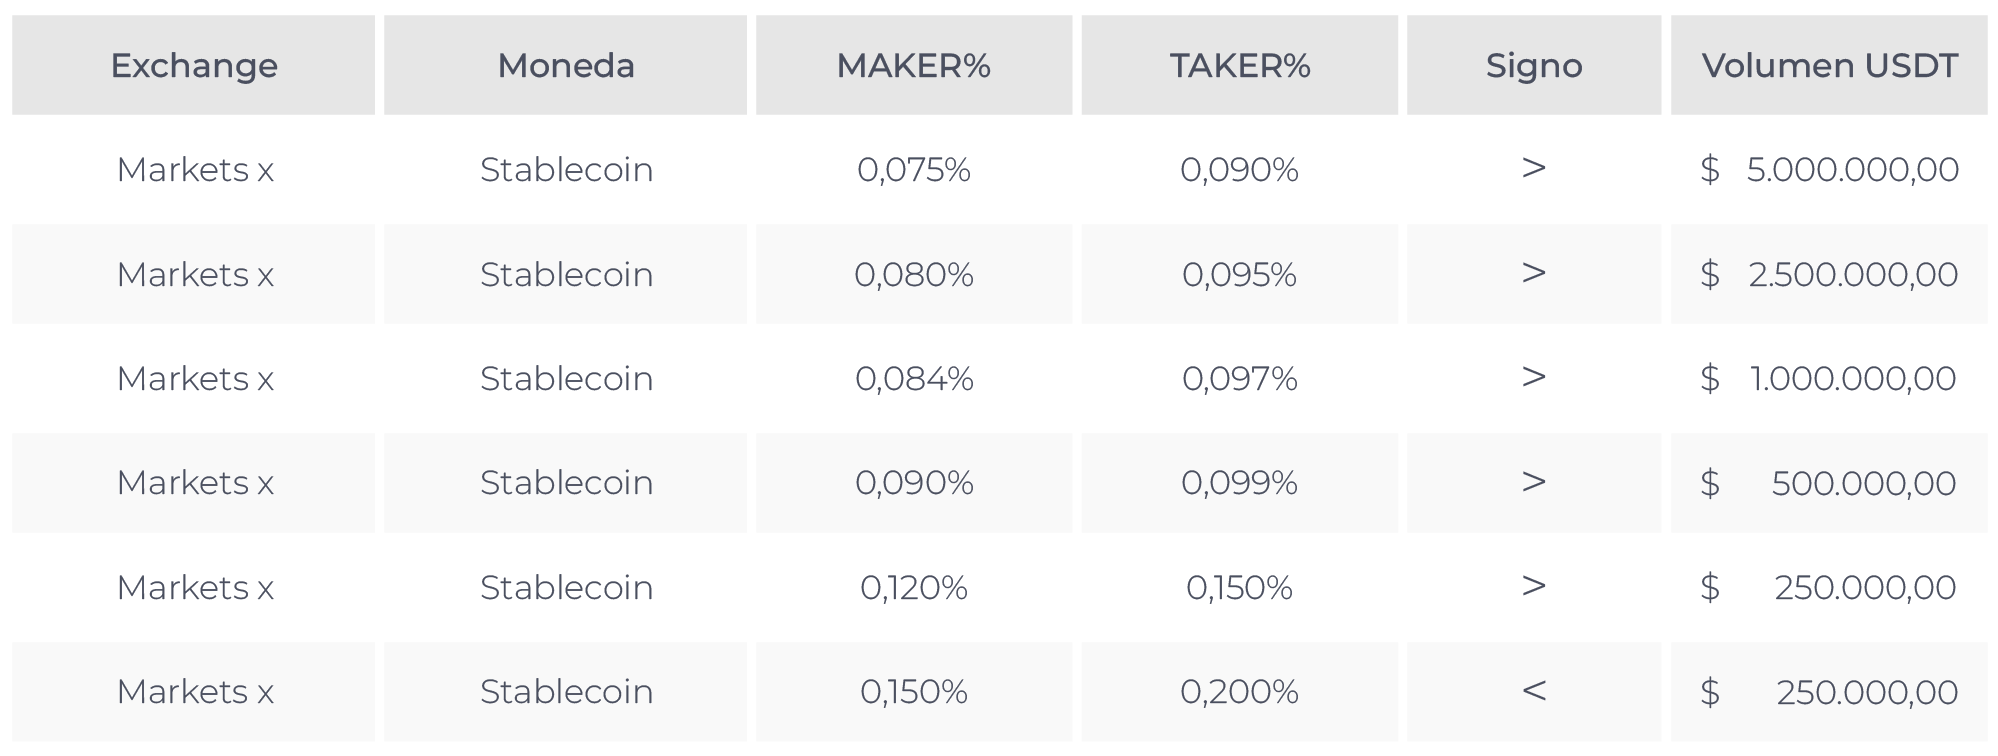 Exchange Moneda MAKER% TAKER% Signo Volumen USDT
Markets x Stablecoin 0,075% 0,090% > $ 5.000.000,00
Markets x Stablecoin 0,080% 0,095% > $ 2.500.000,00
Markets x Stablecoin 0,084% 0,097% > $ 1.000.000,00
Markets x Stablecoin 0,090% 0,099% > $ 500.000,00
Markets x Stablecoin 0,120% 0,150% > $ 250.000,00
Markets x Stablecoin 0,150% 0,200% < $ 250.000,00